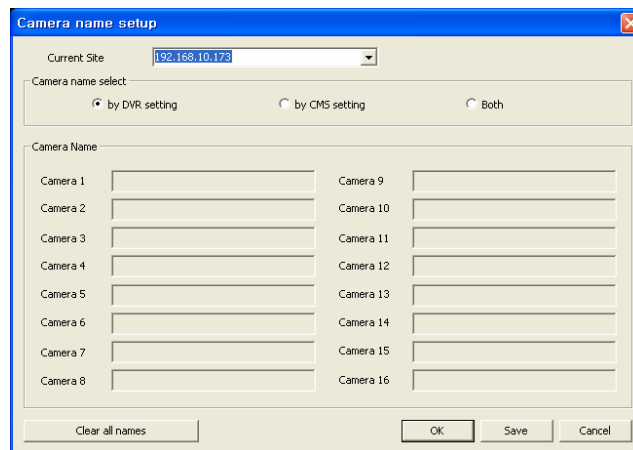 Camera name setup
Current Site 192.168.10.173
Camera name select
by DVR setting by CMS setting Both
Camera Name
Camera 1 Camera 9
Camera 2 Camera 10
Camera 3 Camera 11
Camera 4 Camera 12
Camera 5 Camera 13
Camera 6 Camera 14
Camera 7 Camera 15
Camera 8 Camera 16
Clear all names OK Save Cancel